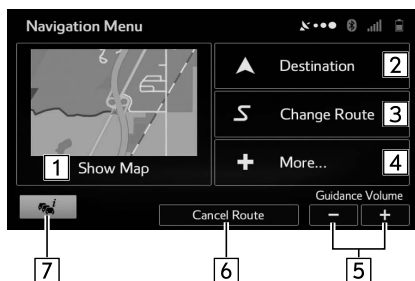 Navigation Menu
1 Show Map
Destination 2
Change Route 3
More... 4
Guidance Volume
Cancel Route
− +
7 6 5